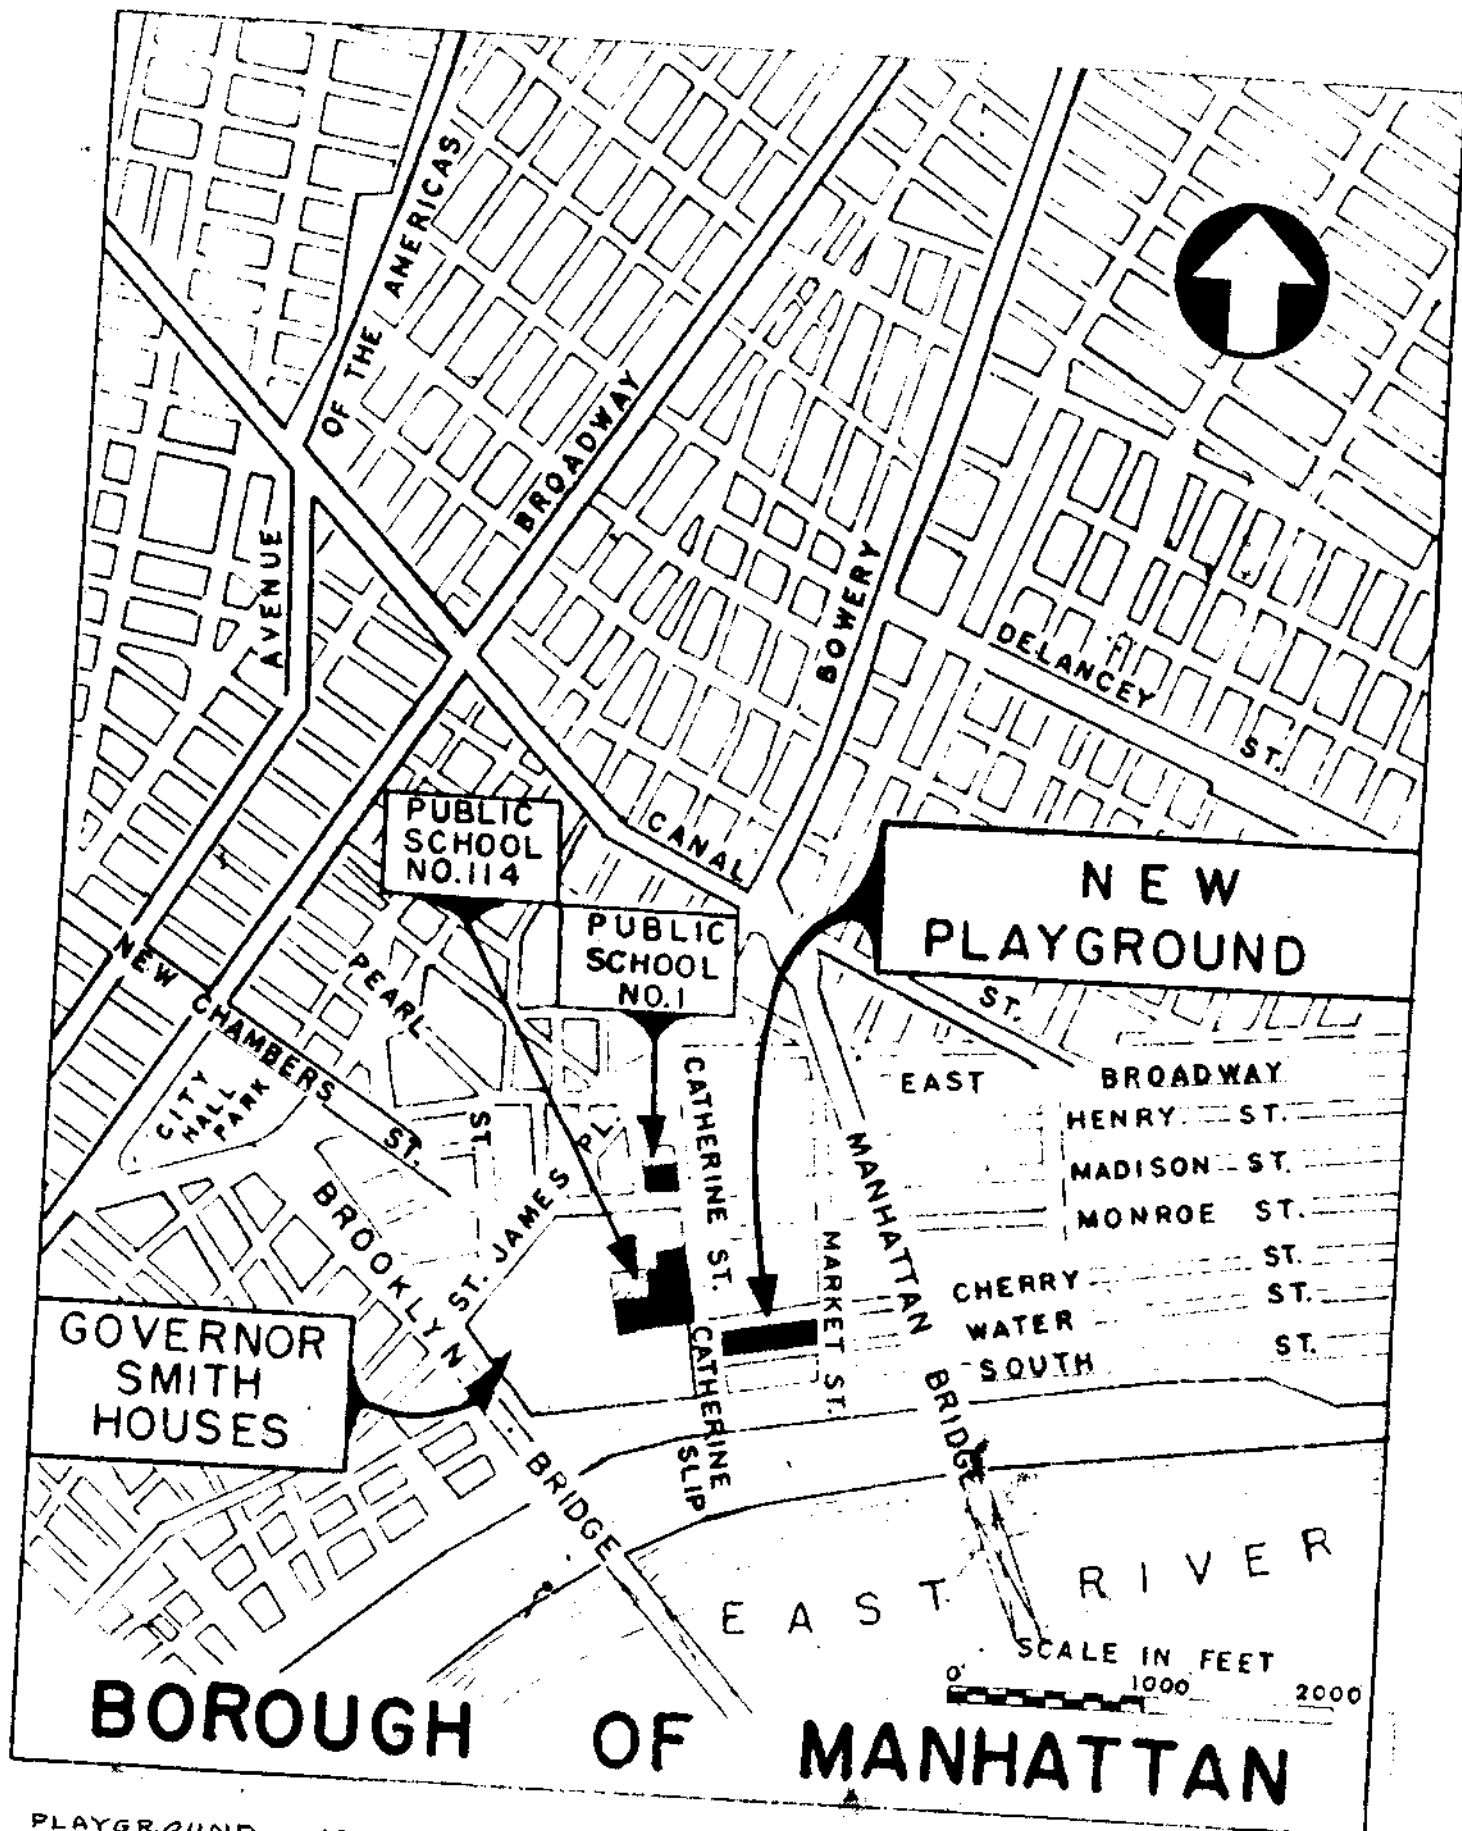 AVENUE OF THE AMERICAS
BROADWAY
BOWERY
DELANCEY ST.
CANAL ST.
PUBLIC
SCHOOL
NO. 114
PUBLIC
SCHOOL
NO. 1
NEW
PLAYGROUND
NEW CHAMBERS ST.
PEARL ST.
CITY
HALL
PARK
ST. JAMES PL.
CATHERINE ST.
CATHERINE
SLIP
MARKET ST.
MANHATTAN BRIDGE
BROOKLYN BRIDGE
EAST BROADWAY
HENRY ST.
MADISON ST.
MONROE ST.
CHERRY ST.
WATER ST.
SOUTH ST.
GOVERNOR
SMITH
HOUSES
EAST RIVER
SCALE IN FEET
0' 1000 2000
BOROUGH OF MANHATTAN
PLAYGROUND